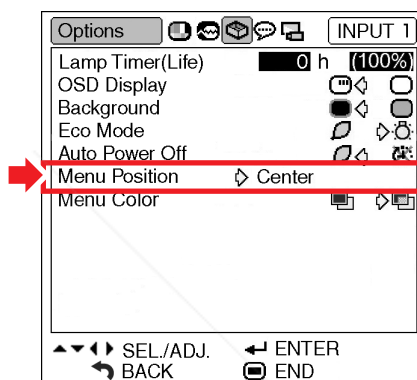 Options INPUT 1
Lamp Timer(Life) 0 h (100%)
OSD Display
Background
Eco Mode
Auto Power Off
Menu Position Center
Menu Color
SEL./ADJ. ENTER
BACK END